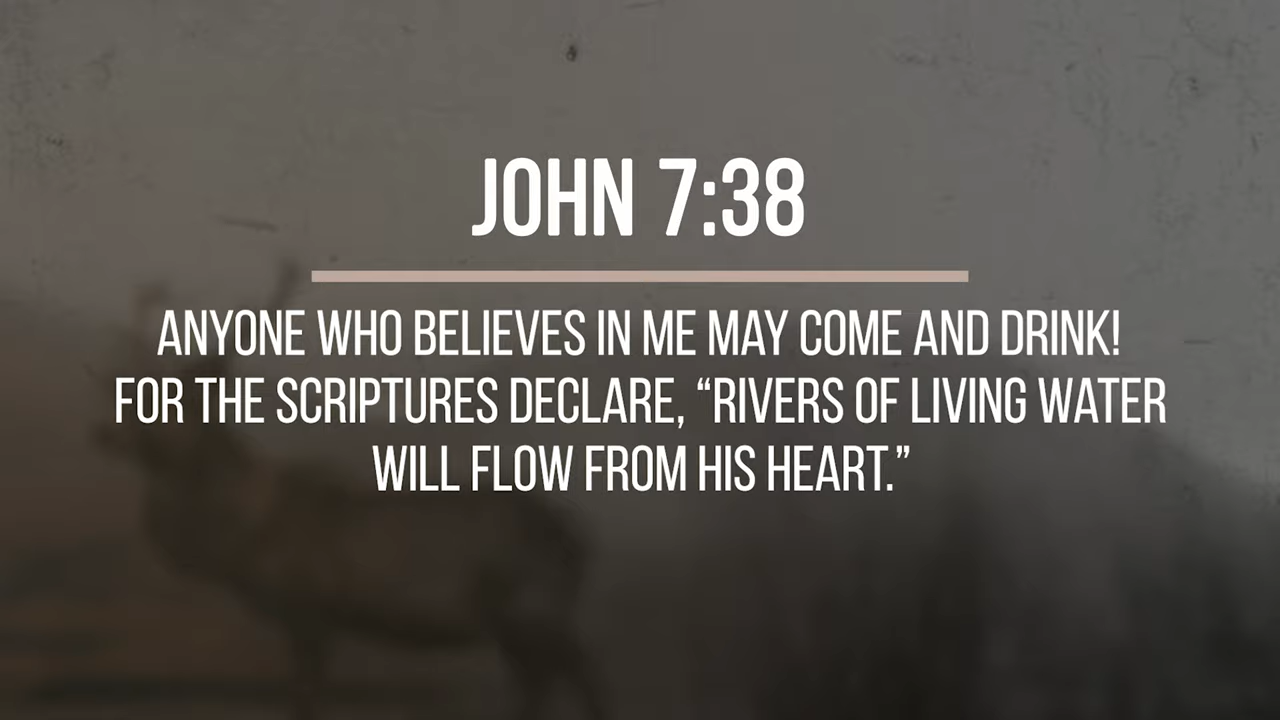 JOHN 7:38
ANYONE WHO BELIEVES IN ME MAY COME AND DRINK!
FOR THE SCRIPTURES DECLARE, “RIVERS OF LIVING WATER
WILL FLOW FROM HIS HEART.”